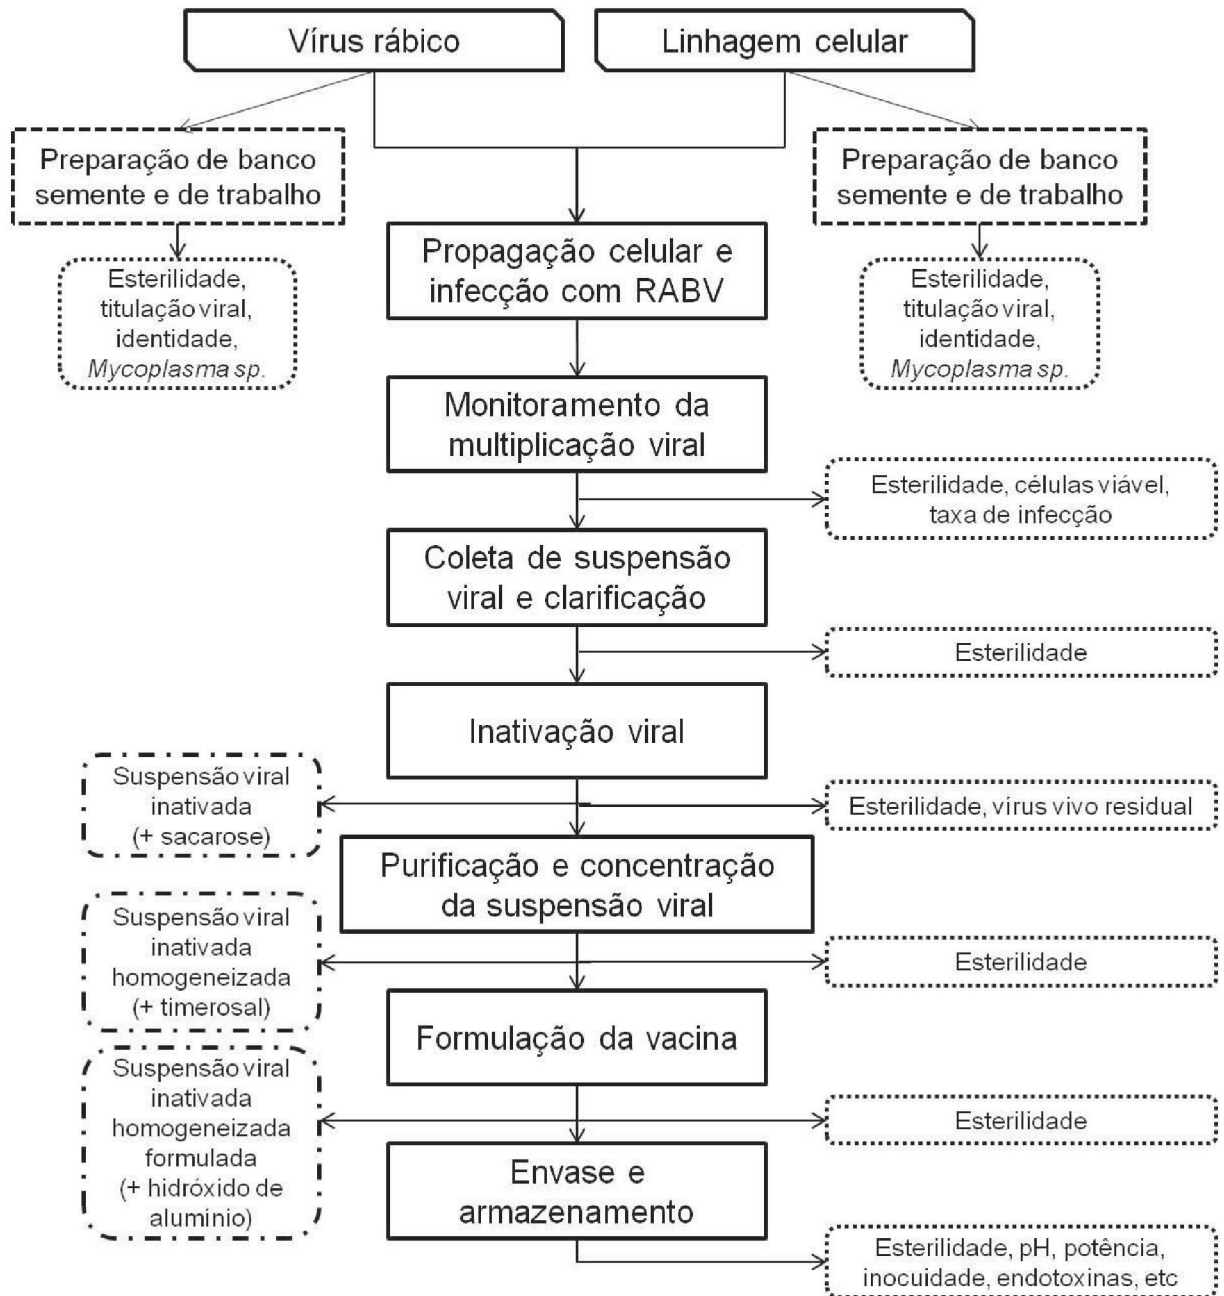 Vírus rábico
Linhagem celular
Preparação de banco
semente e de trabalho
Preparação de banco
semente e de trabalho
Esterilidade,
titulação viral,
identidade,
Mycoplasma sp.
Propagação celular e
infecção com RABV
Esterilidade,
titulação viral,
identidade,
Mycoplasma sp.
Monitoramento da
multiplicação viral
Esterilidade, células viável,
taxa de infecção
Coleta de suspensão
viral e clarificação
Esterilidade
Inativação viral
Suspensão viral
inativada
(+ sacarose)
Esterilidade, vírus vivo residual
Purificação e concentração
da suspensão viral
Suspensão viral
inativada
homogeneizada
(+ timerosal)
Esterilidade
Formulação da vacina
Suspensão viral
inativada
homogeneizada
formulada
(+ hidróxido de
aluminio)
Esterilidade
Envase e
armazenamento
Esterilidade, pH, potência,
inocuidade, endotoxinas, etc